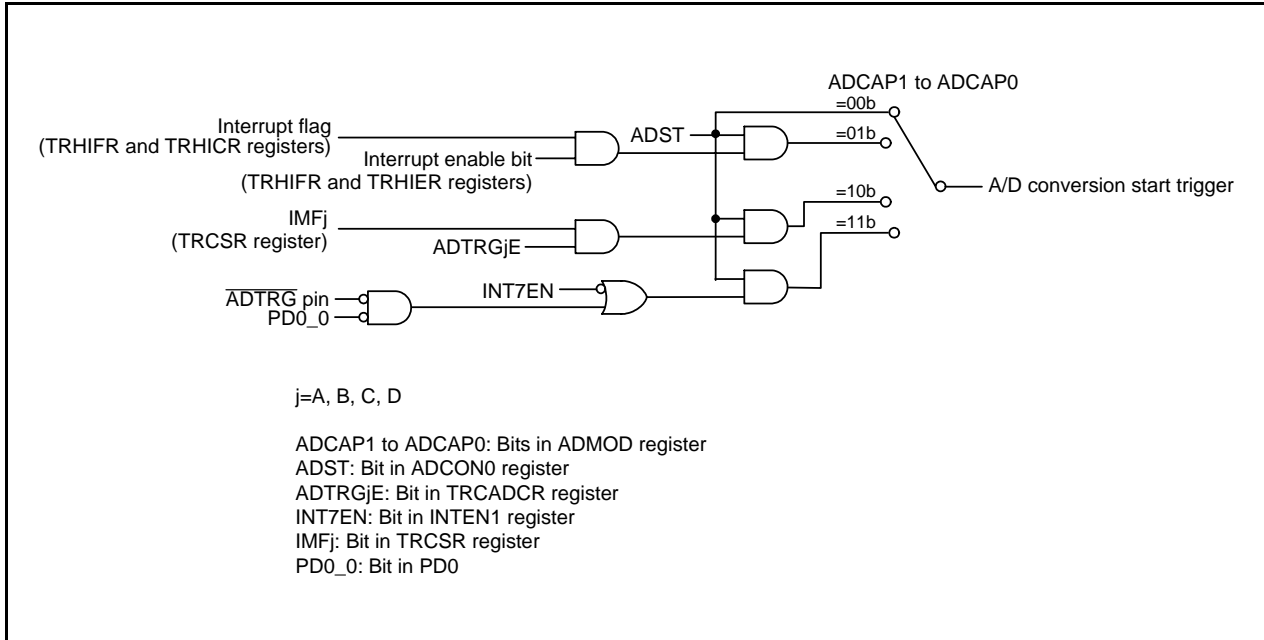 ADCAP1 to ADCAP0
=00b
Interrupt flag
(TRHIFR and TRHICR registers)
ADST
=01b
Interrupt enable bit
(TRHIFR and TRHIER registers)
A/D conversion start trigger
=10b
IMFj
(TRCSR register)
=11b
ADTRGjE
INT7EN
ADTRG pin
PD0_0
j=A, B, C, D
ADCAP1 to ADCAP0: Bits in ADMOD register
ADST: Bit in ADCON0 register
ADTRGjE: Bit in TRCADCR register
INT7EN: Bit in INTEN1 register
IMFj: Bit in TRCSR register
PD0_0: Bit in PD0